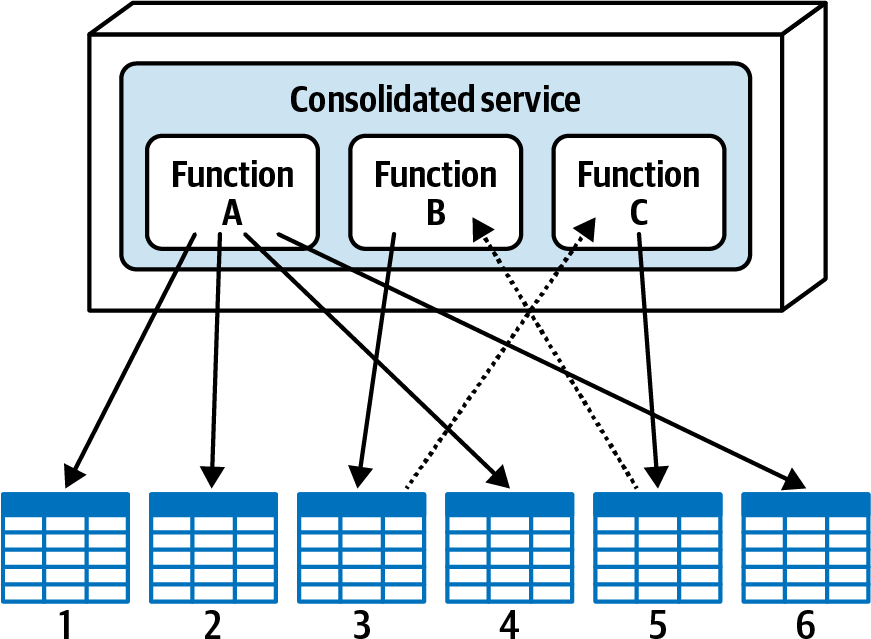 Consolidated service
Function
A
Function
B
Function
C
1
2
3
4
5
6